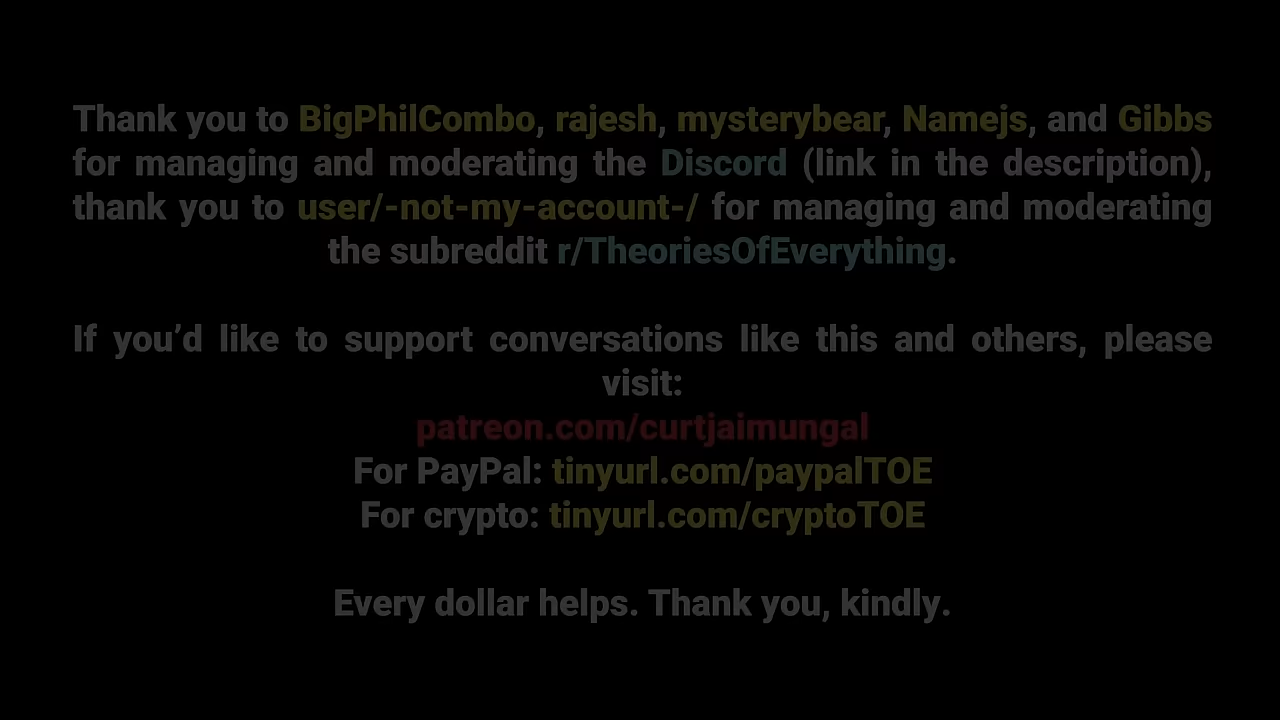 Thank you to BigPhilCombo, rajesh, mysterybear, Namejs, and Gibbs
for managing and moderating the Discord (link in the description),
thank you to user/-not-my-account-/ for managing and moderating
the subreddit r/TheoriesOfEverything.
If you’d like to support conversations like this and others, please
visit:
patreon.com/curtjaimungal
For PayPal: tinyurl.com/paypalTOE
For crypto: tinyurl.com/cryptoTOE
Every dollar helps. Thank you, kindly.